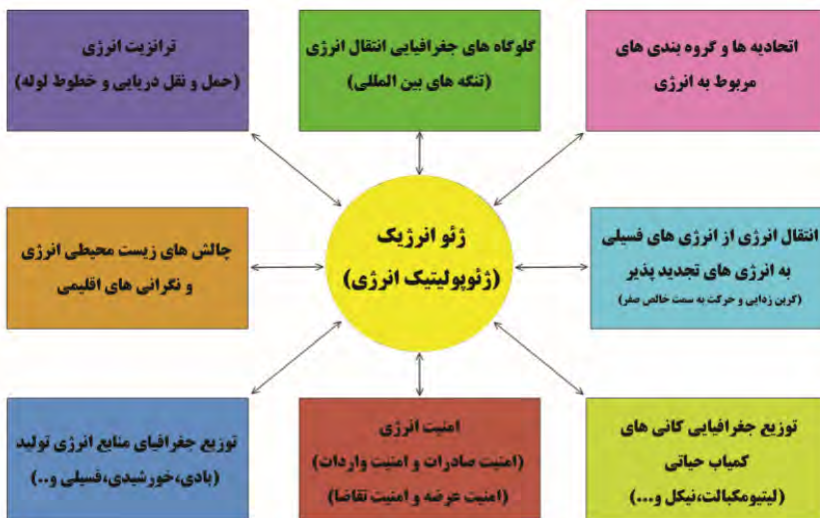 اتحادیه ها و گروه بندی های
مربوط به انرژی
گلوگاه های جغرافیایی انتقال انرژی
(تنگه های بین المللی)
ترانزیت انرژی
(حمل و نقل دریایی و خطوط لوله)
انتقال انرژی از انرژی های فسیلی
به انرژی های تجدید پذیر
(کربن زدایی و حرکت به سمت خالص صفر)
ژئو انرژیک
(ژئوپولیتیک انرژی)
چالش های زیست محیطی انرژی
و نگرانی های اقلیمی
توزیع جغرافیایی کانی های
کمیاب حیاتی
(لیتیومکبالت،نیکل و...)
امنیت انرژی
(امنیت صادرات و امنیت واردات)
(امنیت عرضه و امنیت تقاضا)
توزیع جغرافیای منابع انرژی تولید
(بادی،خورشیدی،فسیلی و..)